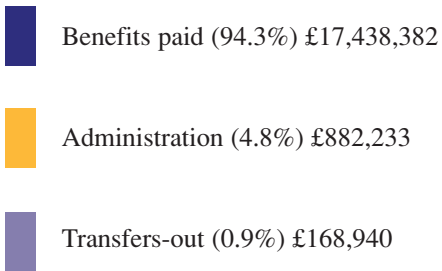 Benefits paid (94.3%) £17,438,382
Administration (4.8%) £882,233
Transfers-out (0.9%) £168,940